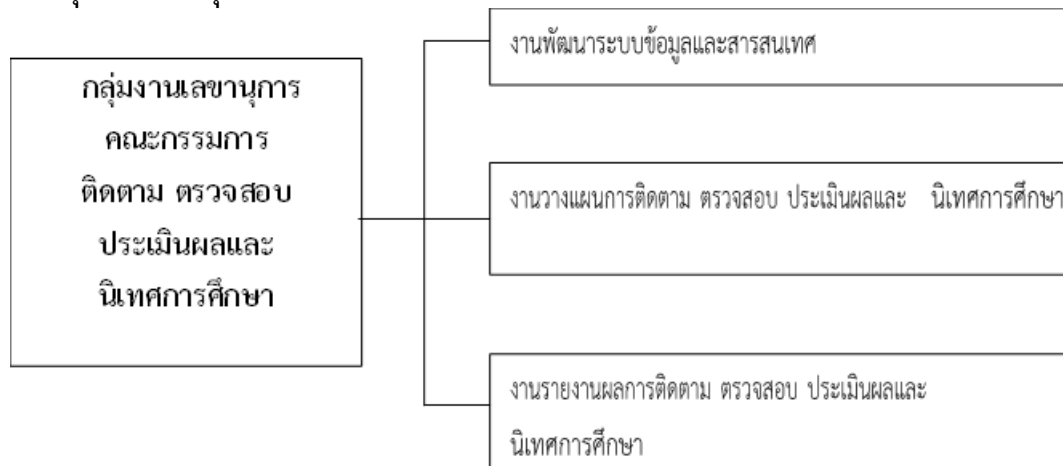 กลุ่มงานเลขานุการ
คณะกรรมการ
ติดตาม ตรวจสอบ
ประเมินผลและ
นิเทศการศึกษา
งานพัฒนาระบบข้อมูลและสารสนเทศ
งานวางแผนการติดตาม ตรวจสอบ ประเมินผลและ นิเทศการศึกษา
งานรายงานผลการติดตาม ตรวจสอบ ประเมินผลและ
นิเทศการศึกษา